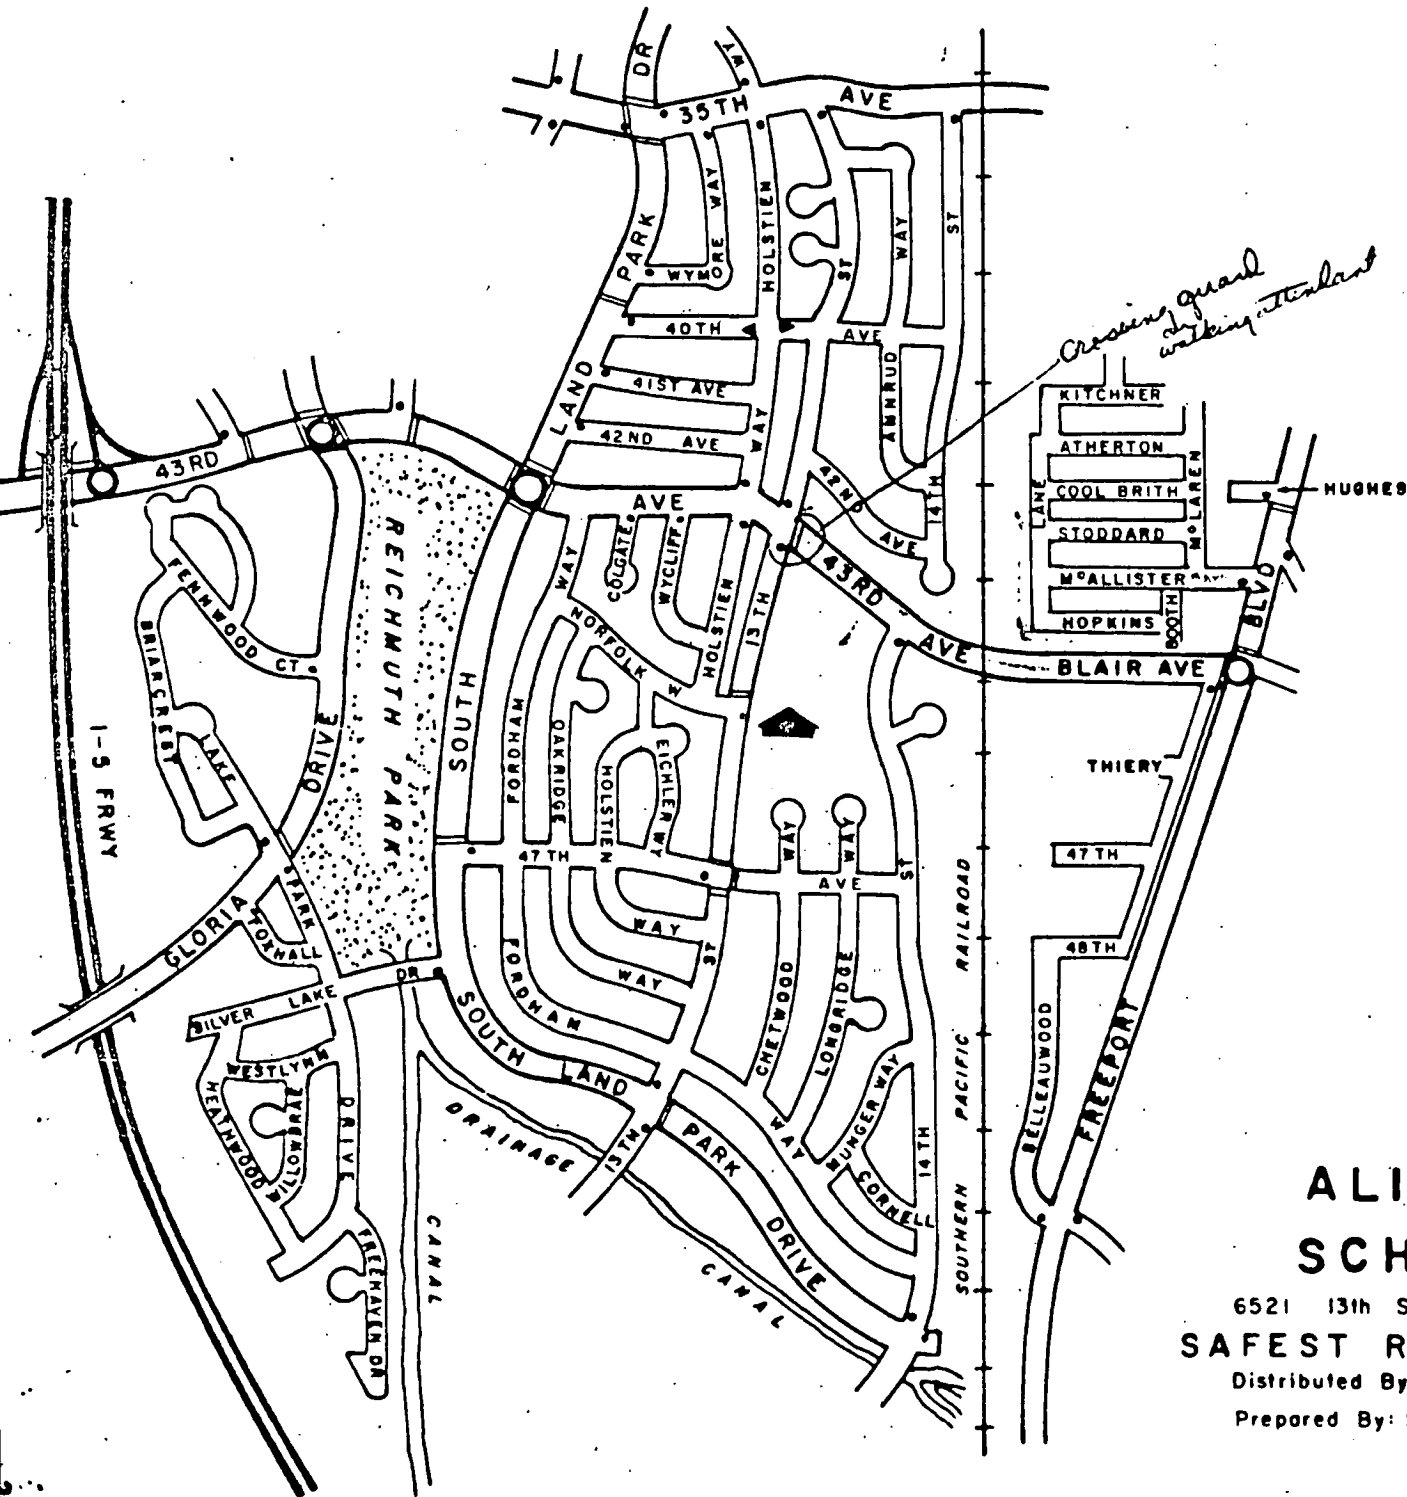 DR
WY
35TH AVE
PARK
WYMORE WAY
HOLSTIEN
ST
WAY
ST
Crossing guard
or
walking attendant
40TH AVE
LAND
41ST AVE
WAY
AMNRUD
KITCHNER
42ND AVE
ATHERTON
LANE
COOL BRITH
McLAREN
HUGHES
43RD
42ND AVE
14TH
STODDARD
AVE
REICHMUTH PARK
WAY
COLGATE
WYCLIFF
HOLSTIEN
13TH
43RD AVE
McALLISTER WAY
HOPKINS
BOOTH
BLVD
FENNWOOD CT
BRIARCREST
NORFOLK W
BLAIR AVE
I-5 FRWY
LAKE
DRIVE
SOUTH
FORDHAM
OAKRIDGE
HOLSTIEN
EICHLER WY
THIERY
47TH
WAY
WAY
AVE
ST
47TH
GLORIA
PARK
FOXHALL
FORDHAM
WAY
WAY
ST
CHETWOOD
LONGRIDGE
SOUTHERN PACIFIC RAILROAD
48TH
SILVER LAKE DR
WESTLYNN
HEATHWOOD
WILLOWBRAE
DRIVE
SOUTH LAND PARK DRIVE
DRAINAGE CANAL
CANAL
13TH
WAY
MUNGER WAY
CORNELL
14TH
BELLEAUWOOD
FREEPORT
FREEHAVEN DR
ALI
SCH
6521 13th S
SAFEST R
Distributed By
Prepared By: